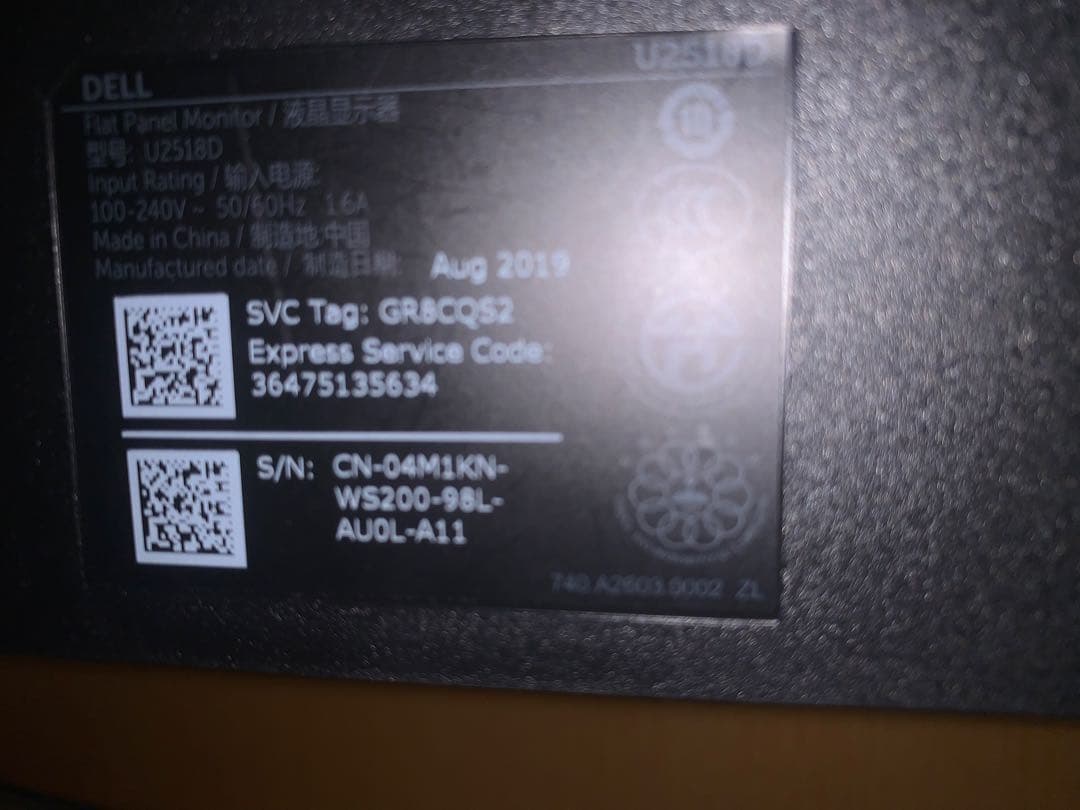 DELL
U2518D
Flat Panel Monitor / 液晶显示器
型号: U2518D
Input Rating / 输入电源:
100-240V ~ 50/60Hz 1.6A
Made in China / 制造地:中国
Manufactured date / 制造日期: Aug 2019
SVC Tag: GR8CQS2
Express Service Code:
36475135634
S/N: CN-04M1KN-
WS200-98L-
AU0L-A11
740.A2603.6002 ZL